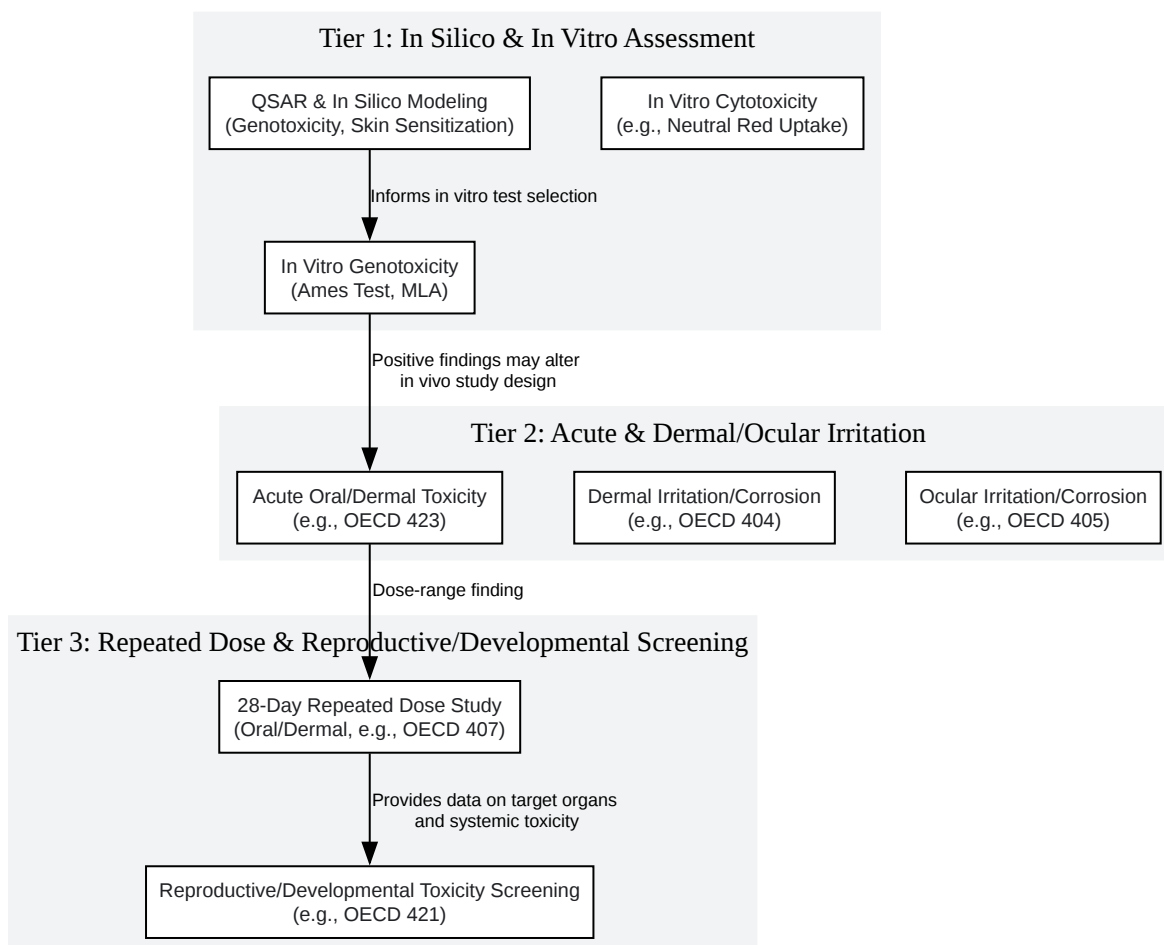 Tier 1: In Silico & In Vitro Assessment
QSAR & In Silico Modeling
(Genotoxicity, Skin Sensitization)
In Vitro Cytotoxicity
(e.g., Neutral Red Uptake)
Informs in vitro test selection
In Vitro Genotoxicity
(Ames Test, MLA)
Positive findings may alter
in vivo study design
Tier 2: Acute & Dermal/Ocular Irritation
Acute Oral/Dermal Toxicity
(e.g., OECD 423)
Dermal Irritation/Corrosion
(e.g., OECD 404)
Ocular Irritation/Corrosion
(e.g., OECD 405)
Dose-range finding
Tier 3: Repeated Dose & Reproductive/Developmental Screening
28-Day Repeated Dose Study
(Oral/Dermal, e.g., OECD 407)
Provides data on target organs
and systemic toxicity
Reproductive/Developmental Toxicity Screening
(e.g., OECD 421)